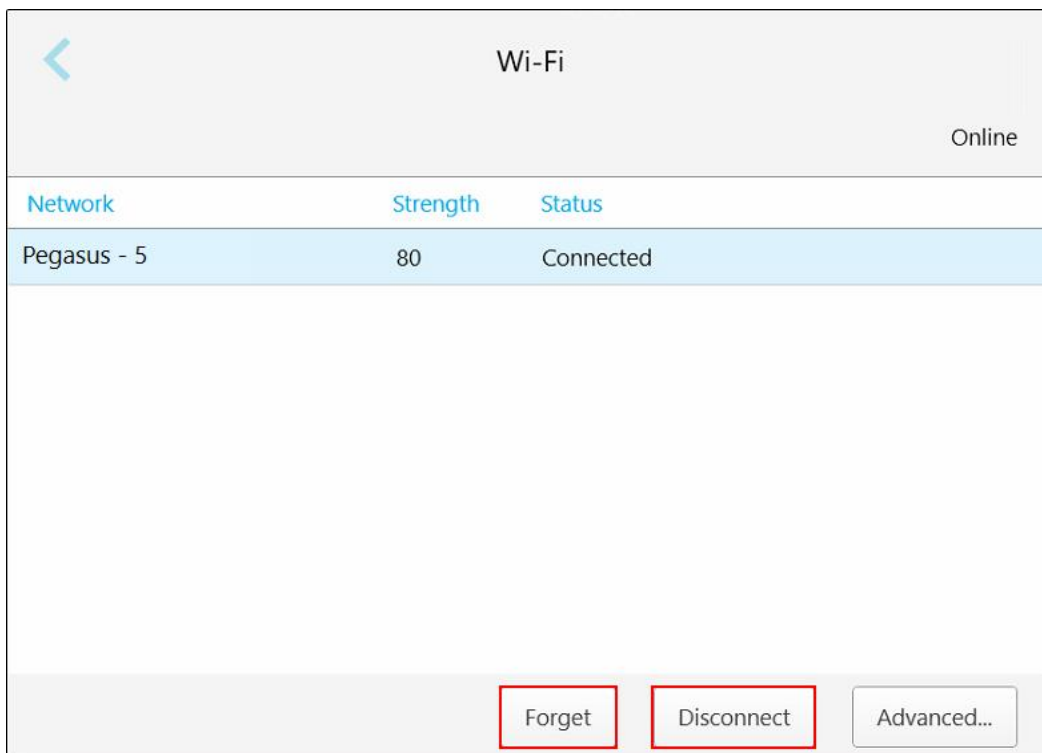 Wi-Fi
Online
Network Strength Status
Pegasus - 5 80 Connected
Forget Disconnect Advanced...